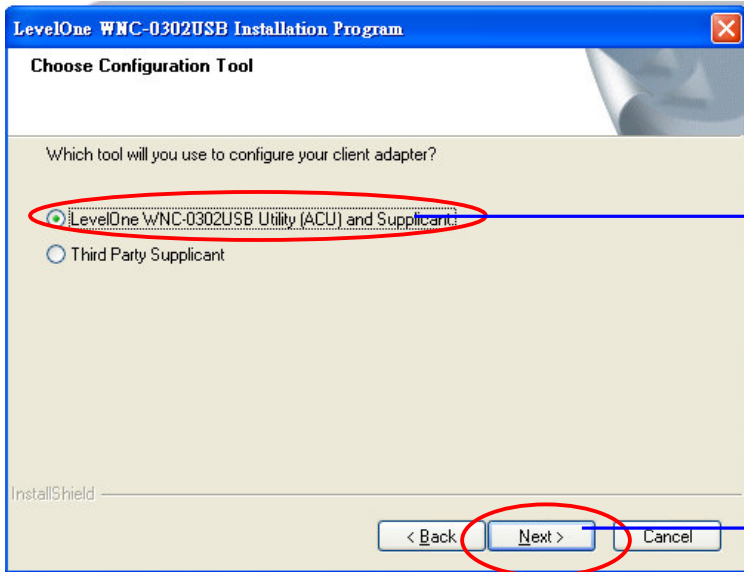 LevelOne WNC-0302USB Installation Program
Choose Configuration Tool
Which tool will you use to configure your client adapter?
LevelOne WNC-0302USB Utility (ACU) and Supplicant
Third Party Supplicant
InstallShield
< Back Next > Cancel